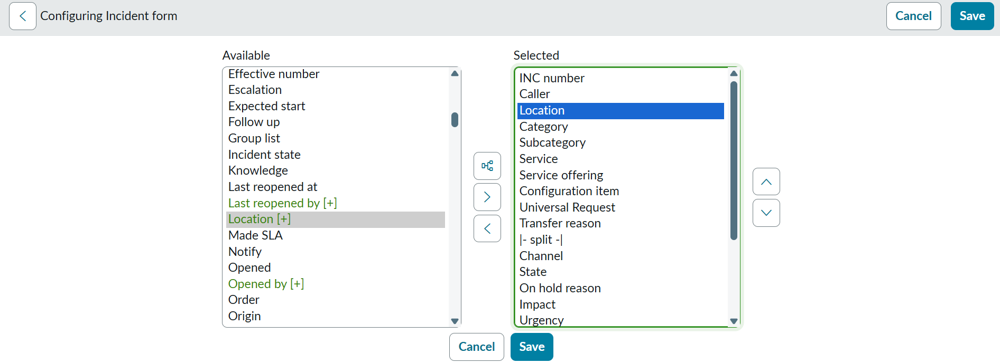 Configuring Incident form
Cancel
Save
Available
Effective number
Escalation
Expected start
Follow up
Group list
Incident state
Knowledge
Last reopened at
Last reopened by [+]
Location [+]
Made SLA
Notify
Opened
Opened by [+]
Order
Origin
Selected
INC number
Caller
Location
Category
Subcategory
Service
Service offering
Configuration item
Universal Request
Transfer reason
|- split -|
Channel
State
On hold reason
Impact
Urgency
Cancel
Save